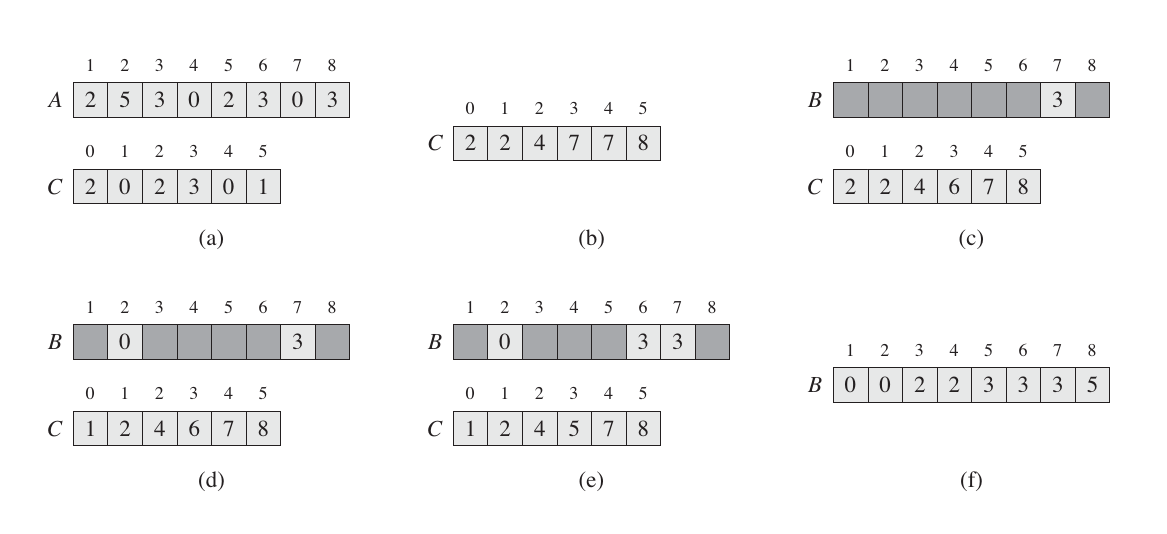 1 2 3 4 5 6 7 8
A 2 5 3 0 2 3 0 3
0 1 2 3 4 5
C 2 0 2 3 0 1
(a)
0 1 2 3 4 5
C 2 2 4 7 7 8
(b)
1 2 3 4 5 6 7 8
B 3
0 1 2 3 4 5
C 2 2 4 6 7 8
(c)
1 2 3 4 5 6 7 8
B 0 3
0 1 2 3 4 5
C 1 2 4 6 7 8
(d)
1 2 3 4 5 6 7 8
B 0 3 3
0 1 2 3 4 5
C 1 2 4 5 7 8
(e)
1 2 3 4 5 6 7 8
B 0 0 2 2 3 3 3 5
(f)